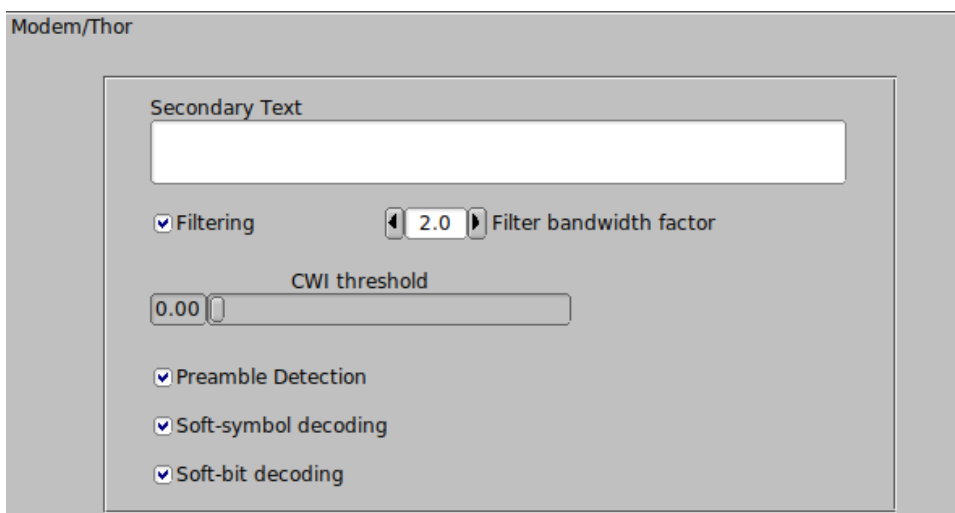 Modem/Thor
Secondary Text
Filtering 2.0 Filter bandwidth factor
CWI threshold
0.00
Preamble Detection
Soft-symbol decoding
Soft-bit decoding